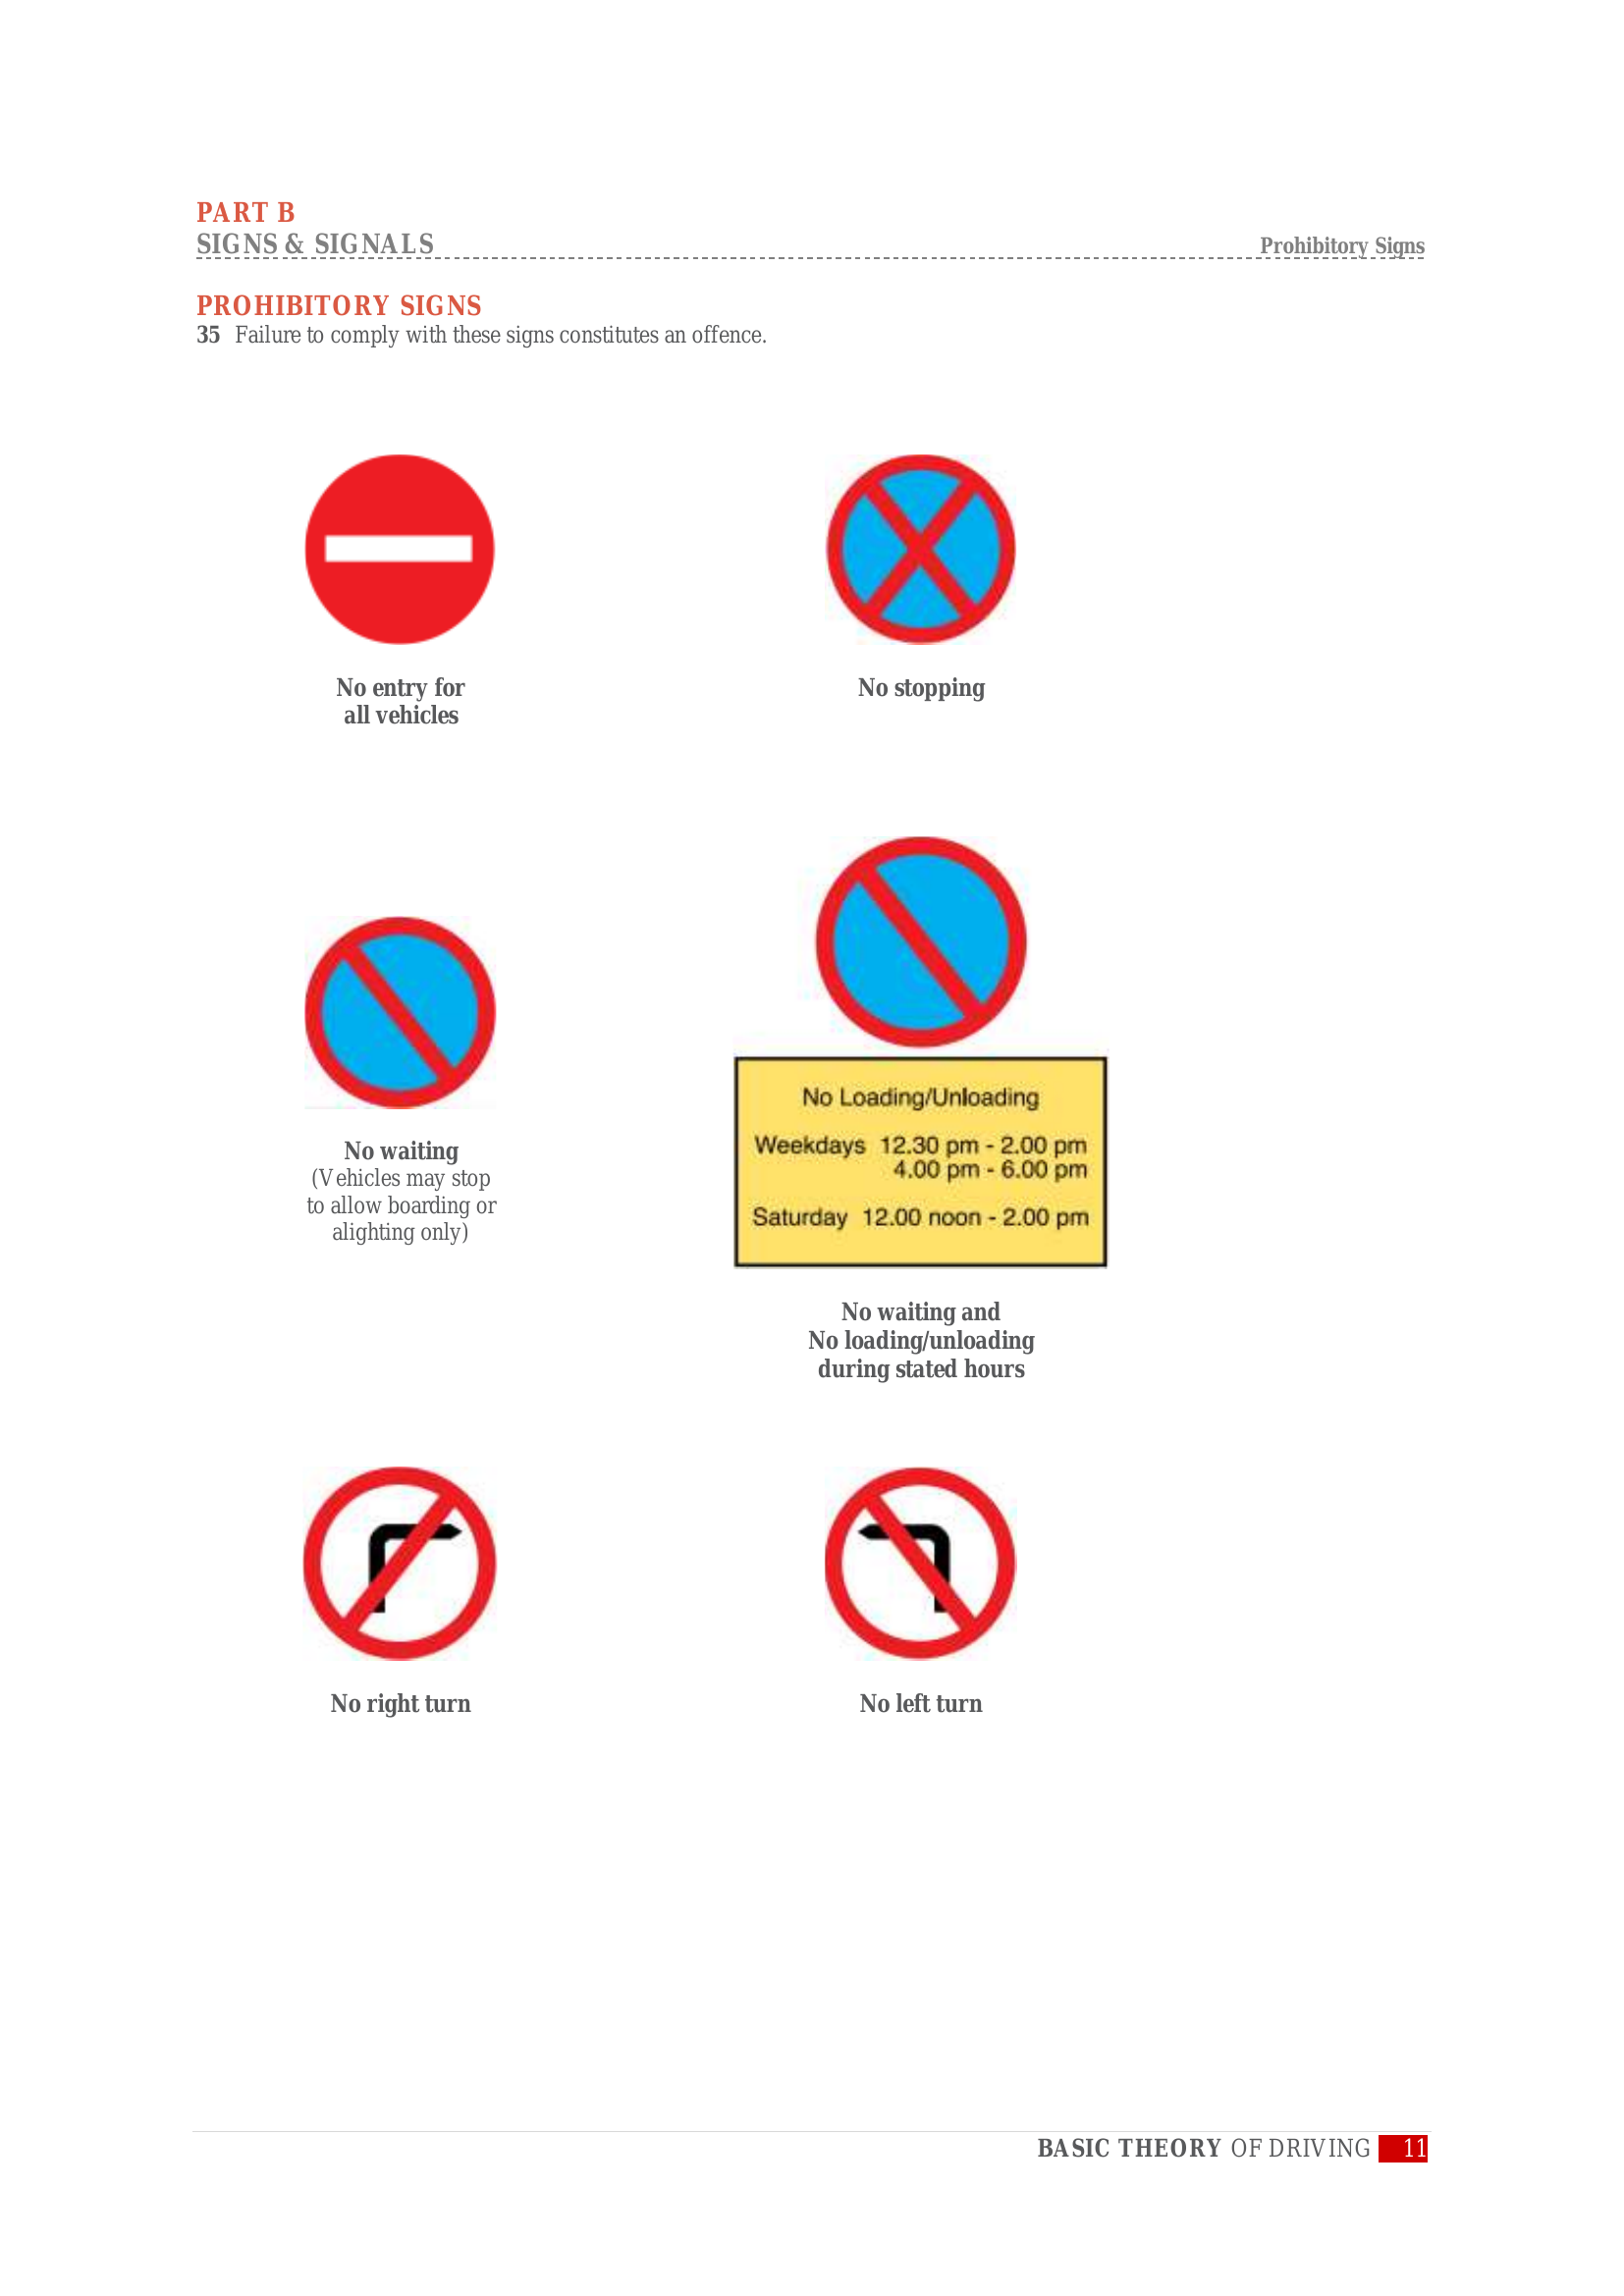 PART B
SIGNS & SIGNALS
Prohibitory Signs
PROHIBITORY SIGNS
35 Failure to comply with these signs constitutes an offence.
No entry for
all vehicles
No stopping
No waiting
(Vehicles may stop
to allow boarding or
alighting only)
No Loading/Unloading
Weekdays 12.30 pm - 2.00 pm
4.00 pm - 6.00 pm
Saturday 12.00 noon - 2.00 pm
No waiting and
No loading/unloading
during stated hours
No right turn
No left turn
BASIC THEORY OF DRIVING 11